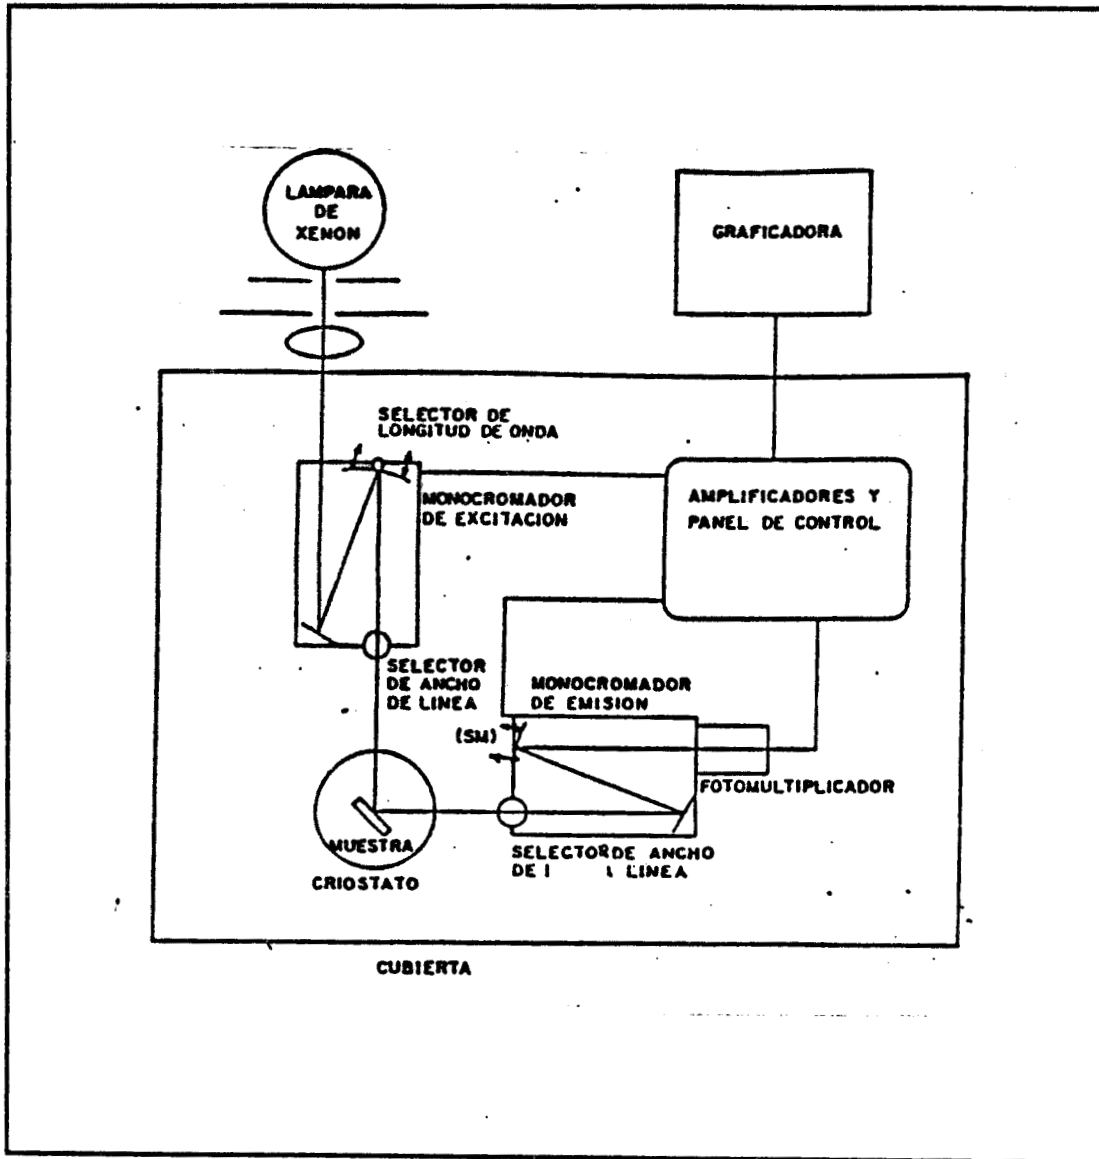 LAMPARA
DE
XENON
GRAFICADORA
SELECTOR DE
LONGITUD DE ONDA
MONOCROMADOR
DE EXCITACION
AMPLIFICADORES Y
PANEL DE CONTROL
SELECTOR
DE ANCHO
DE LINEA
MONOCROMADOR
DE EMISION
(SM)
FOTOMULTIPLICADOR
MUESTRA
CRIOSTATO
SELECTOR DE ANCHO
DE LINEA
CUBIERTA